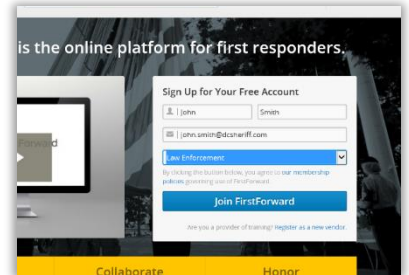 is the online platform for first responders.
Sign Up for Your Free Account
John Smith
john.smith@dcsheriff.com
Forward
Law Enforcement
By clicking the button below, you agree to our membership
policies governing use of FirstForward.
Join FirstForward
Are you a provider of training? register as a new vendor.
Collaborate Honor